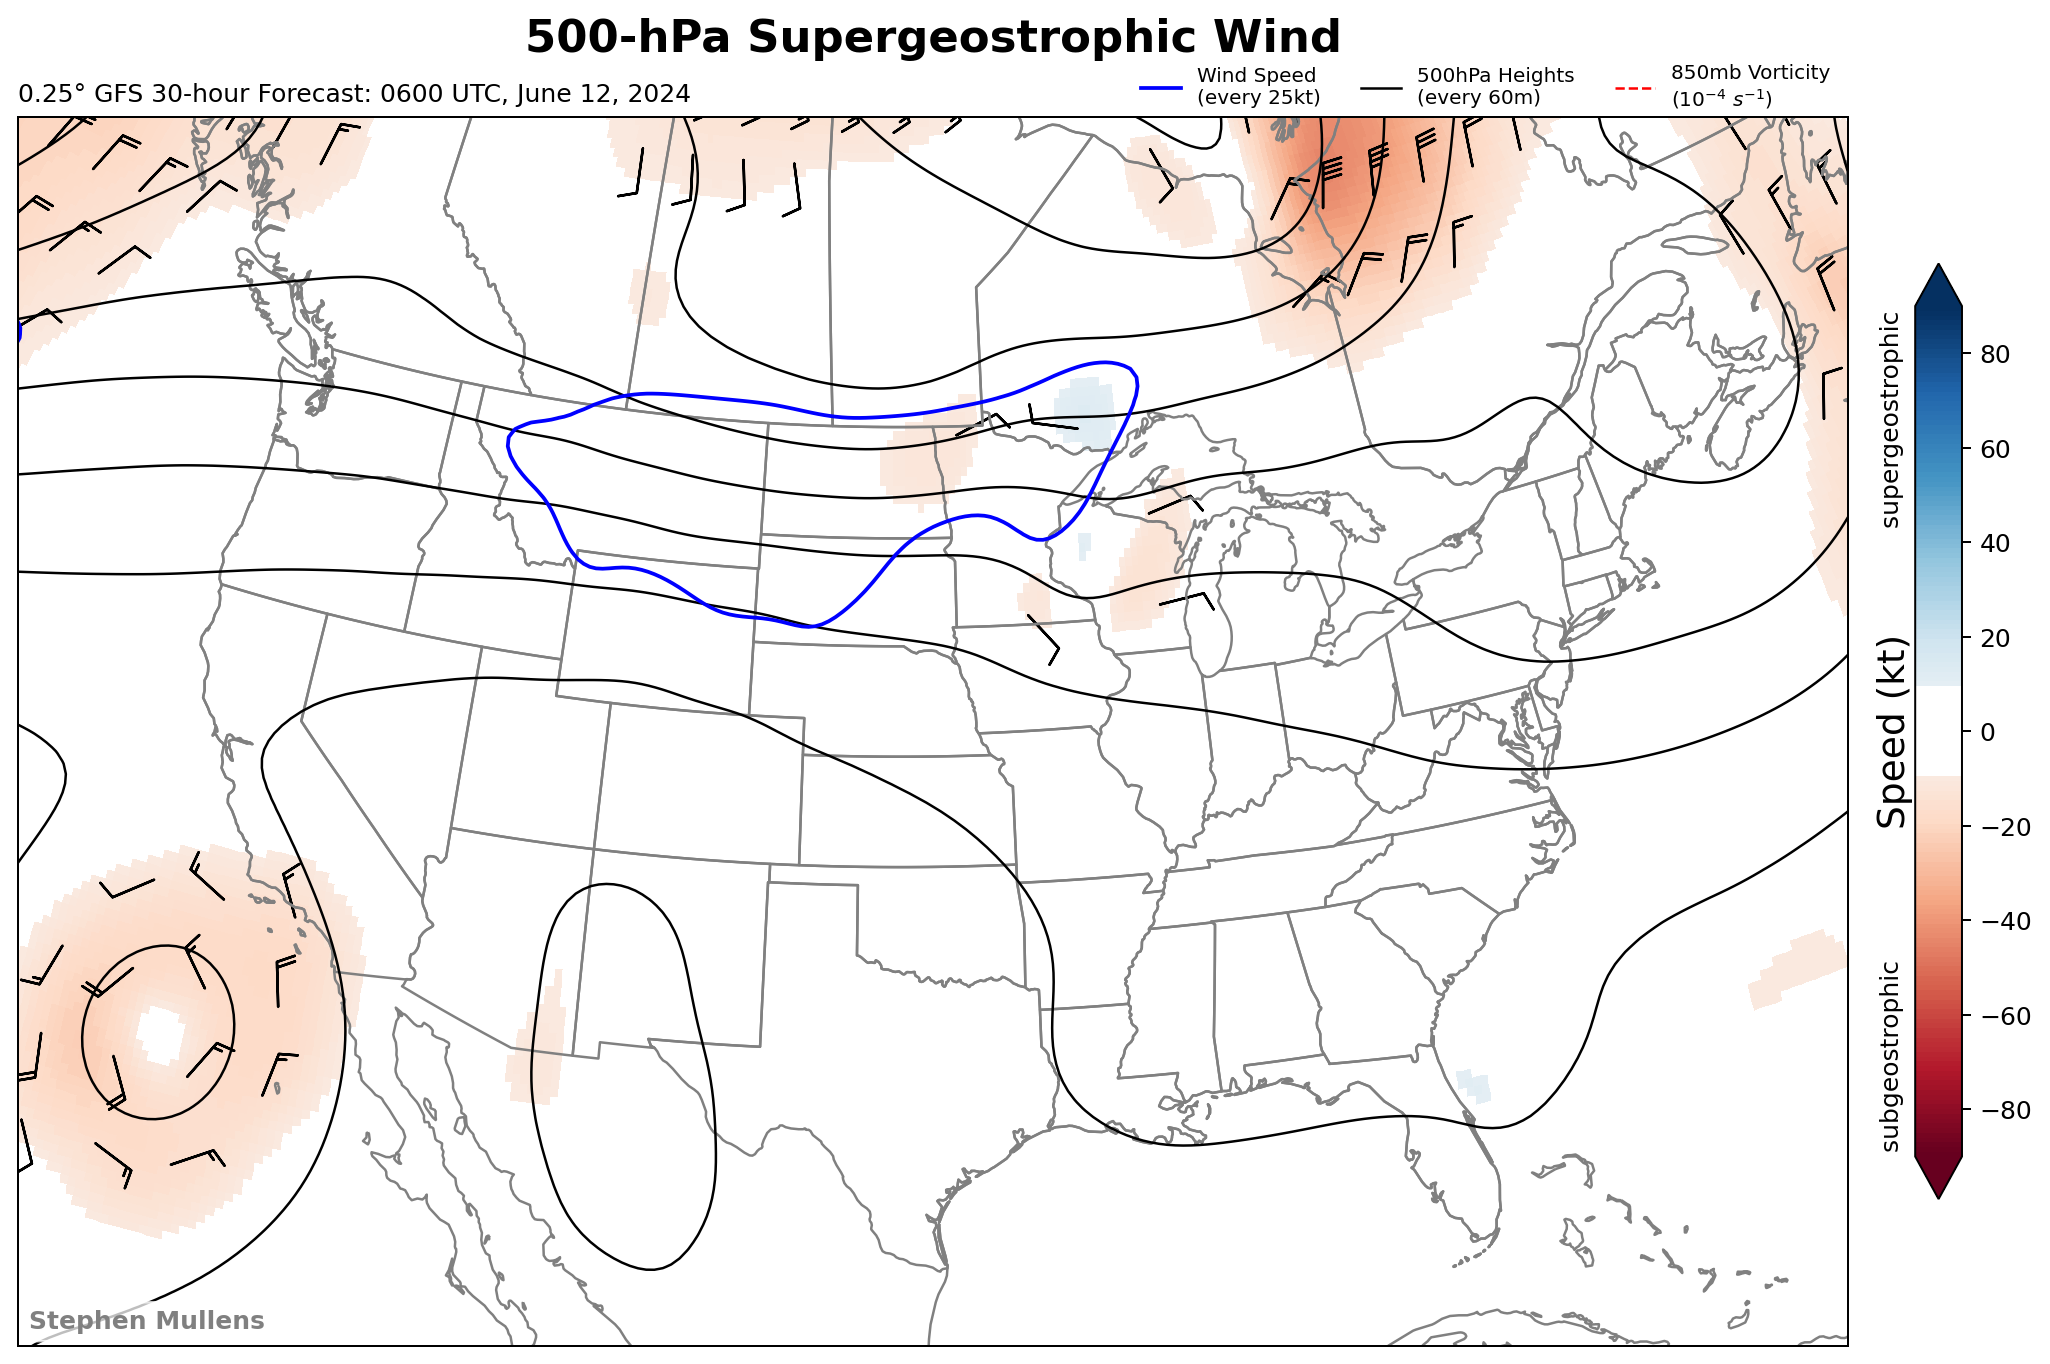 500-hPa Supergeostrophic Wind
0.25° GFS 30-hour Forecast: 0600 UTC, June 12, 2024
Wind Speed
(every 25kt)
500hPa Heights
(every 60m)
850mb Vorticity
(10⁻⁴ s⁻¹)
supergeostrophic
Speed (kt)
subgeostrophic
80
60
40
20
0
−20
−40
−60
−80
Stephen Mullens